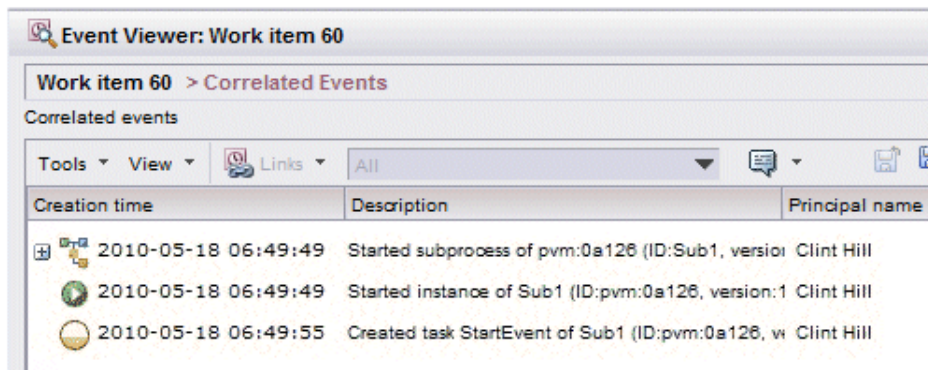 Event Viewer: Work item 60
Work item 60 > Correlated Events
Correlated events
Tools View Links All
Creation time Description Principal name
2010-05-18 06:49:49 Started subprocess of pvm:0a126 (ID:Sub1, version Clint Hill
2010-05-18 06:49:49 Started instance of Sub1 (ID:pvm:0a126, version:1 Clint Hill
2010-05-18 06:49:55 Created task StartEvent of Sub1 (ID:pvm:0a126, Clint Hill